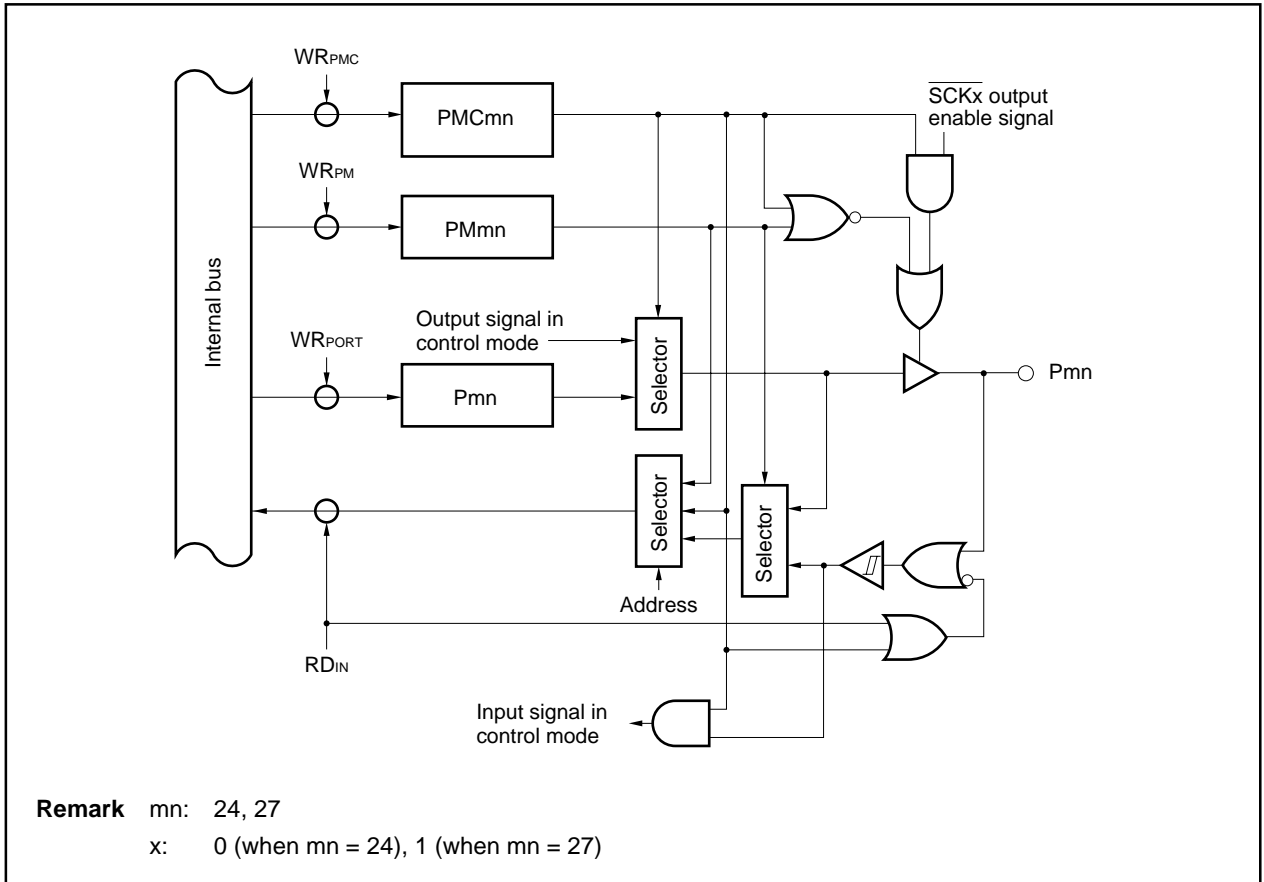 WRPMC
PMCmn
SCKx output
enable signal
WRPM
PMmn
Internal bus
Output signal in
control mode
WRPORT
Pmn
Selector
Pmn
Selector
Selector
Address
RDIN
Input signal in
control mode
Remark mn: 24, 27
x: 0 (when mn = 24), 1 (when mn = 27)